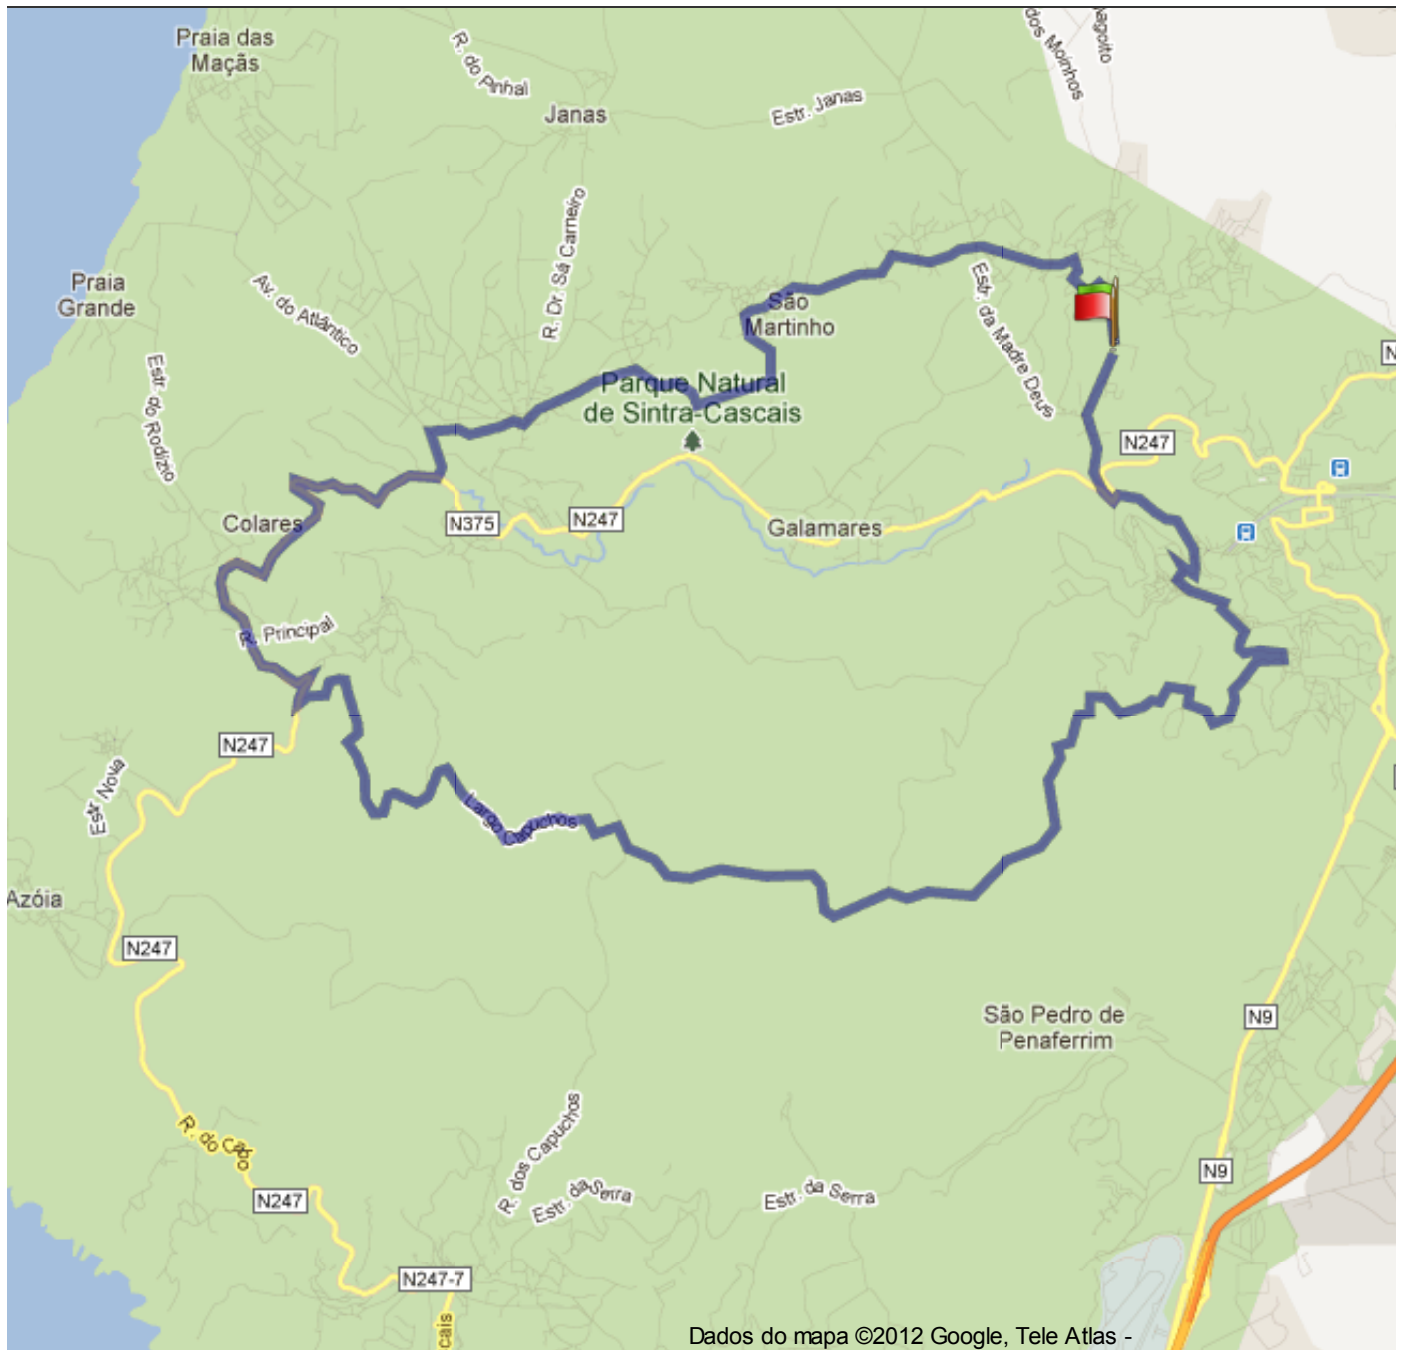 Praia das
Maçãs
R. do Pinhal
Janas
Estr. Janas
dos Moinhos
Praia
Grande
Av. do Atlântico
R. Dr. Sá Carneiro
São
Martinho
Estr. da Madre Deus
Estr. do Rodízio
Parque Natural
de Sintra-Cascais
N247
N375
N247
Galamares
Colares
R. Principal
N247
Estr Nova
Largo Capuchos
Azóia
N247
São Pedro de
Penaferrim
N9
R. do Cabo
R. dos Capuchos
Estr. da Serra
Estr. da Serra
N9
N247
N247-7
cais
Dados do mapa ©2012 Google, Tele Atlas -